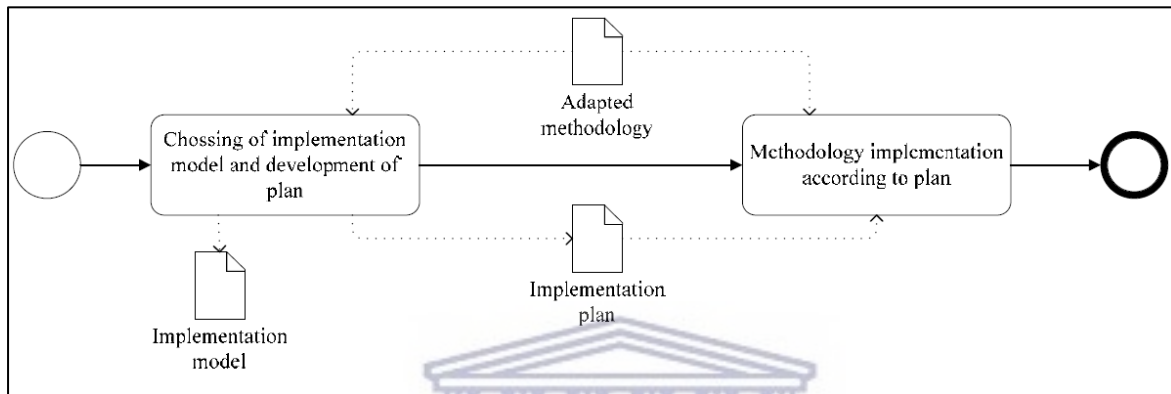 Adapted
methodology
Chossing of implementation
model and development of
plan
Methodology implementation
according to plan
Implementation
plan
Implementation
model